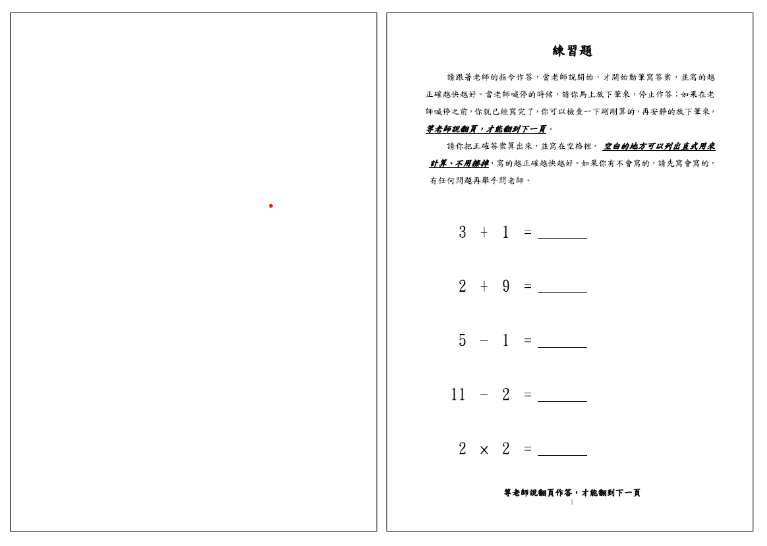 練習題
請跟著老師的指令作答，當老師說開始，才開始動筆寫答案，並寫的越
正確越快越好。當老師喊停的時候，請你馬上放下筆來，停止作答；如果在老
師喊停之前，你就已經寫完了，你可以檢查一下剛剛算的，再安靜的放下筆來，
等老師說翻頁，才能翻到下一頁。
請你把正確答案算出來，並寫在空格裡，空白的地方可以列出直式用來
計算、不用擦掉，寫的越正確越快越好，如果你有不會寫的，請先寫會寫的，
有任何問題再舉手問老師。
3 + 1 = ______
2 + 9 = ______
5 － 1 = ______
11 － 2 = ______
2 × 2 = ______
等老師說翻頁作答，才能翻到下一頁
1